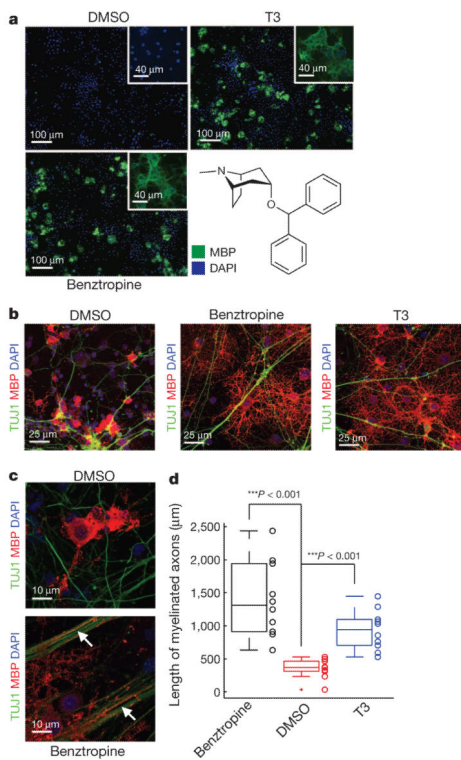 a
DMSO
T3
40 μm
40 μm
100 μm
100 μm
40 μm
N
O
MBP
DAPI
100 μm
Benztropine
b
DMSO
Benztropine
T3
TUJ1 MBP DAPI
25 μm
TUJ1 MBP DAPI
25 μm
TUJ1 MBP DAPI
25 μm
c
DMSO
TUJ1 MBP DAPI
10 μm
TUJ1 MBP DAPI
10 μm
Benztropine
d
***P < 0.001
***P < 0.001
Length of myelinated axons (μm)
2,500
2,000
1,500
1,000
500
0
Benztropine
DMSO
T3